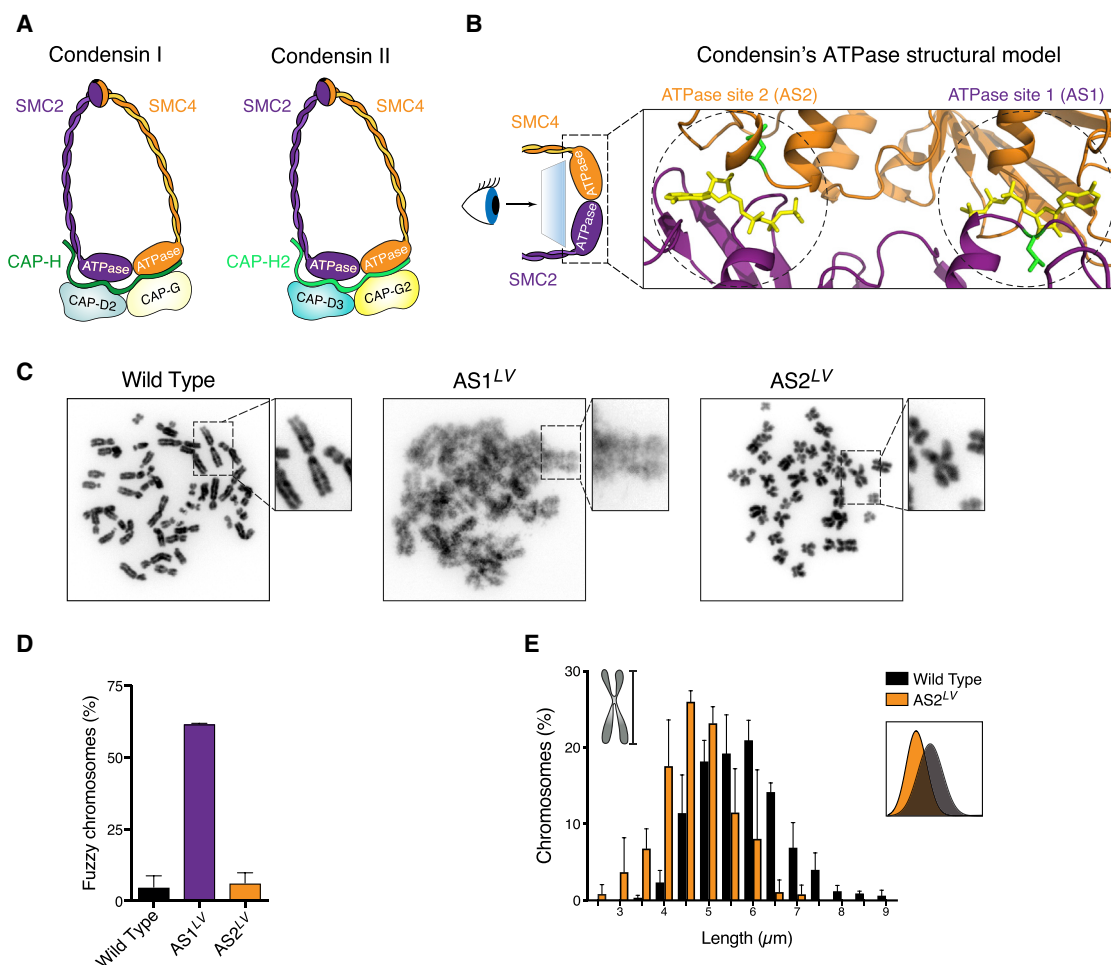 A
Condensin I
SMC2
SMC4
CAP-H
ATPase
ATPase
CAP-D2
CAP-G
Condensin II
SMC2
SMC4
CAP-H2
ATPase
ATPase
CAP-D3
CAP-G2
B
Condensin's ATPase structural model
ATPase site 2 (AS2)
ATPase site 1 (AS1)
SMC4
ATPase
ATPase
SMC2
C
Wild Type
AS1LV
AS2LV
D
Fuzzy chromosomes (%)
75
50
25
0
Wild Type
AS1LV
AS2LV
E
Chromosomes (%)
30
20
10
0
3 4 5 6 7 8 9
Length (µm)
Wild Type
AS2LV